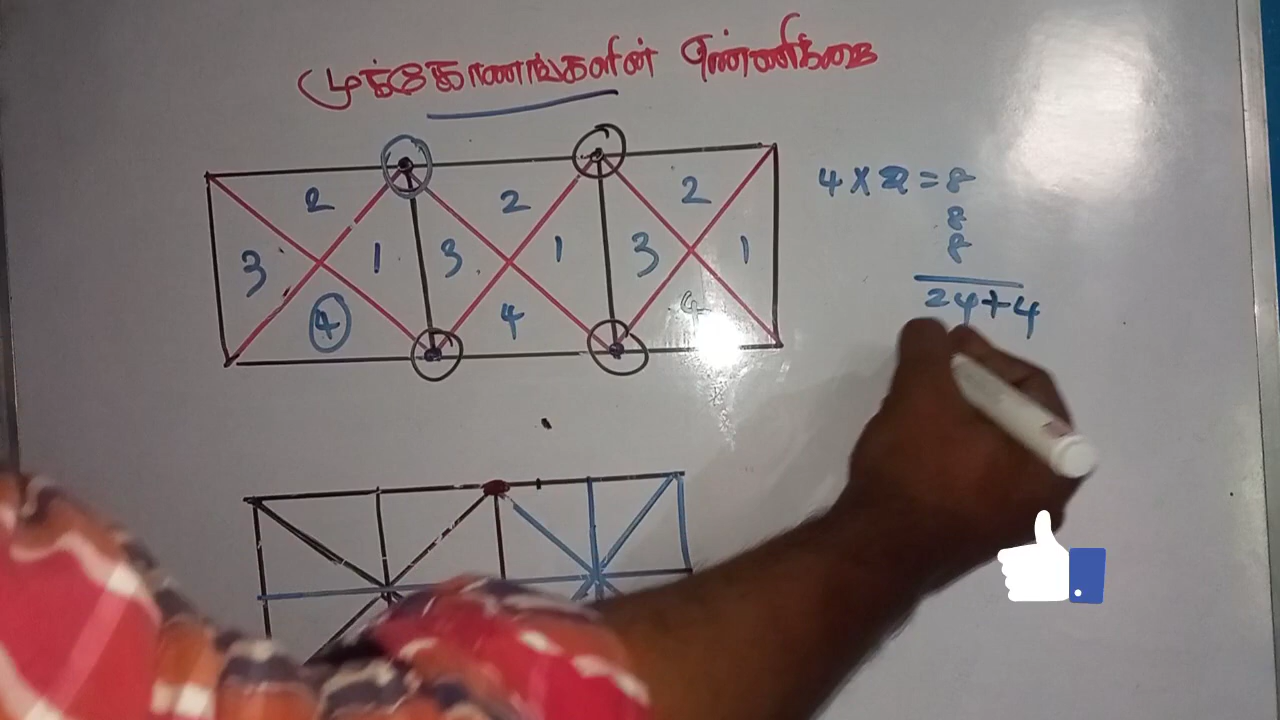 முக்கோணங்களின் எண்ணிக்கை
2 2 2
3 1 3 1 3 1
4 4 4
4 X 2 = 8
8
8
24+4